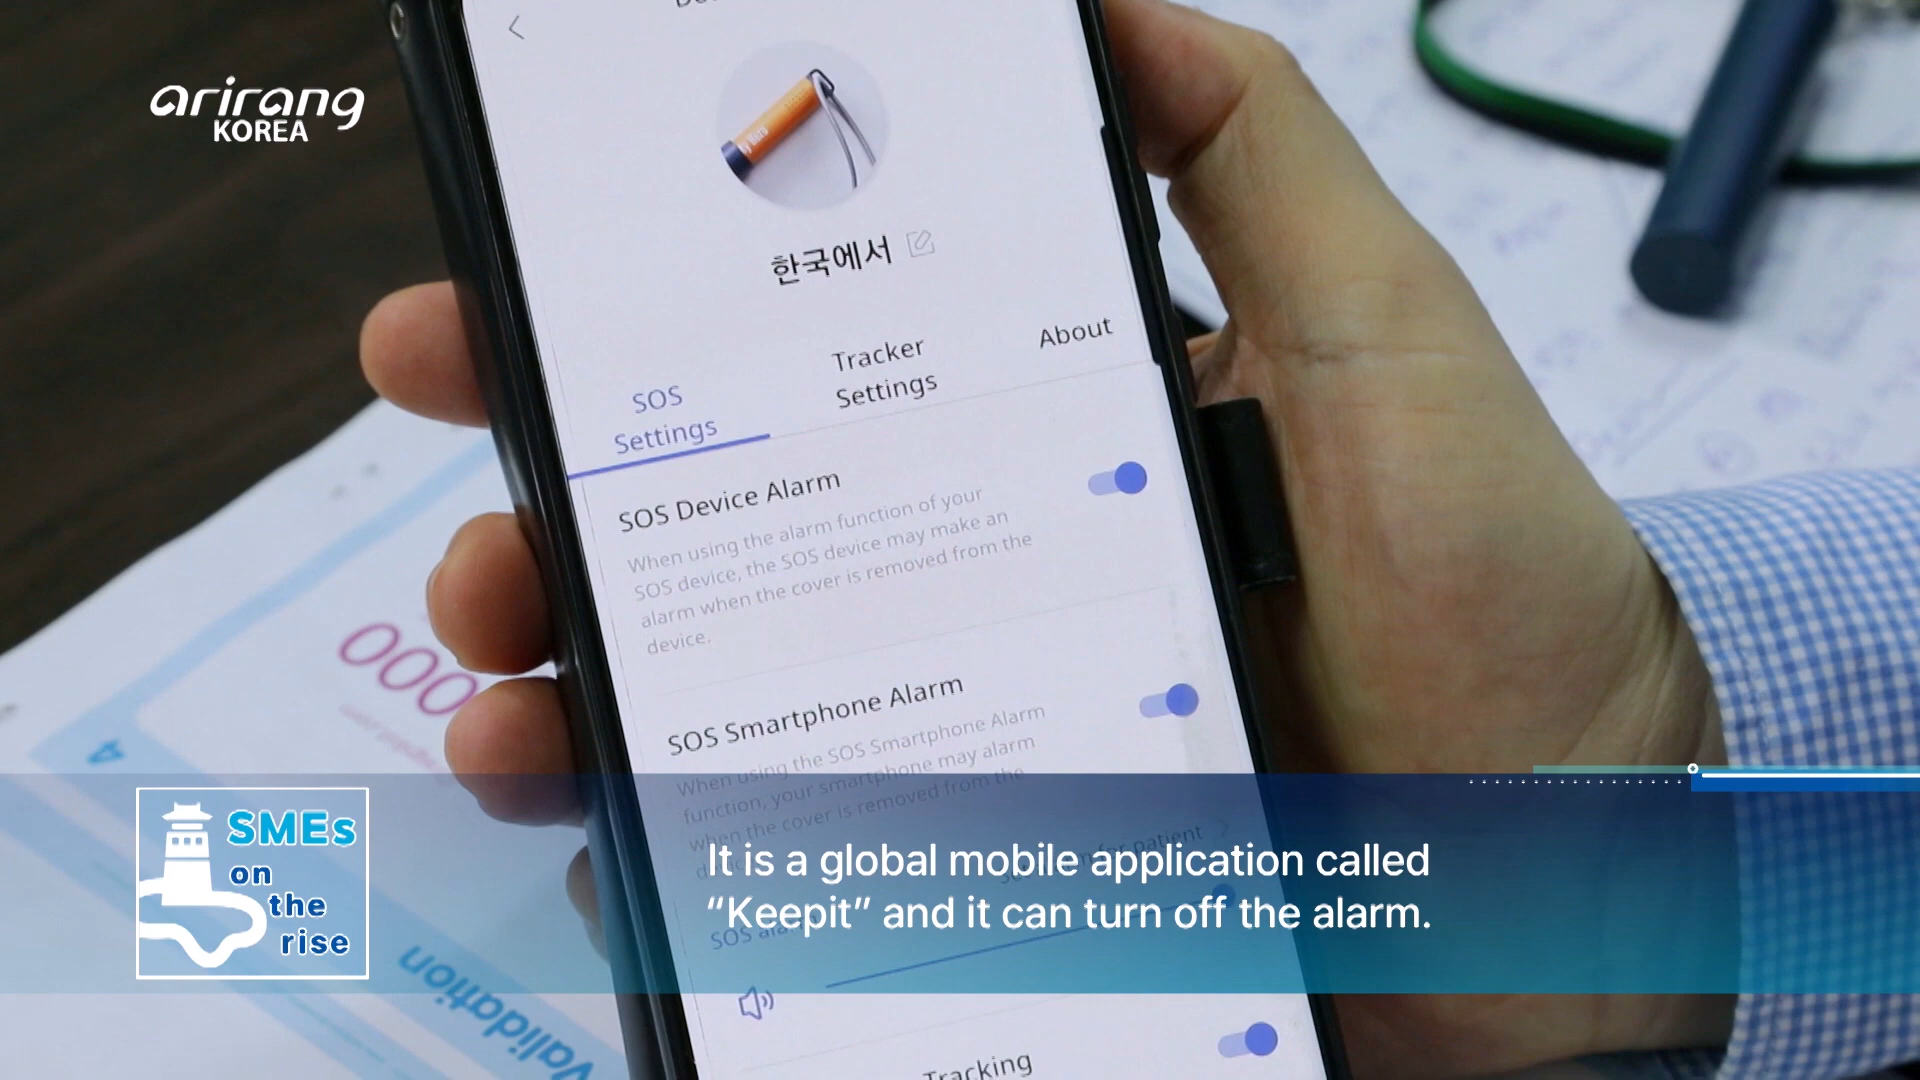 arirang
KOREA
한국에서
SOS
Settings
Tracker
Settings
About
SOS Device Alarm
When using the alarm function of your
SOS device, the SOS device may make an
alarm when the cover is removed from the
device.
SOS Smartphone Alarm
When using the SOS Smartphone Alarm
function, your smartphone may alarm
when the cover is removed from the
SOS alarm
Tracking
000
4
Validation
SMEs
on
the
rise
It is a global mobile application called
“Keepit” and it can turn off the alarm.